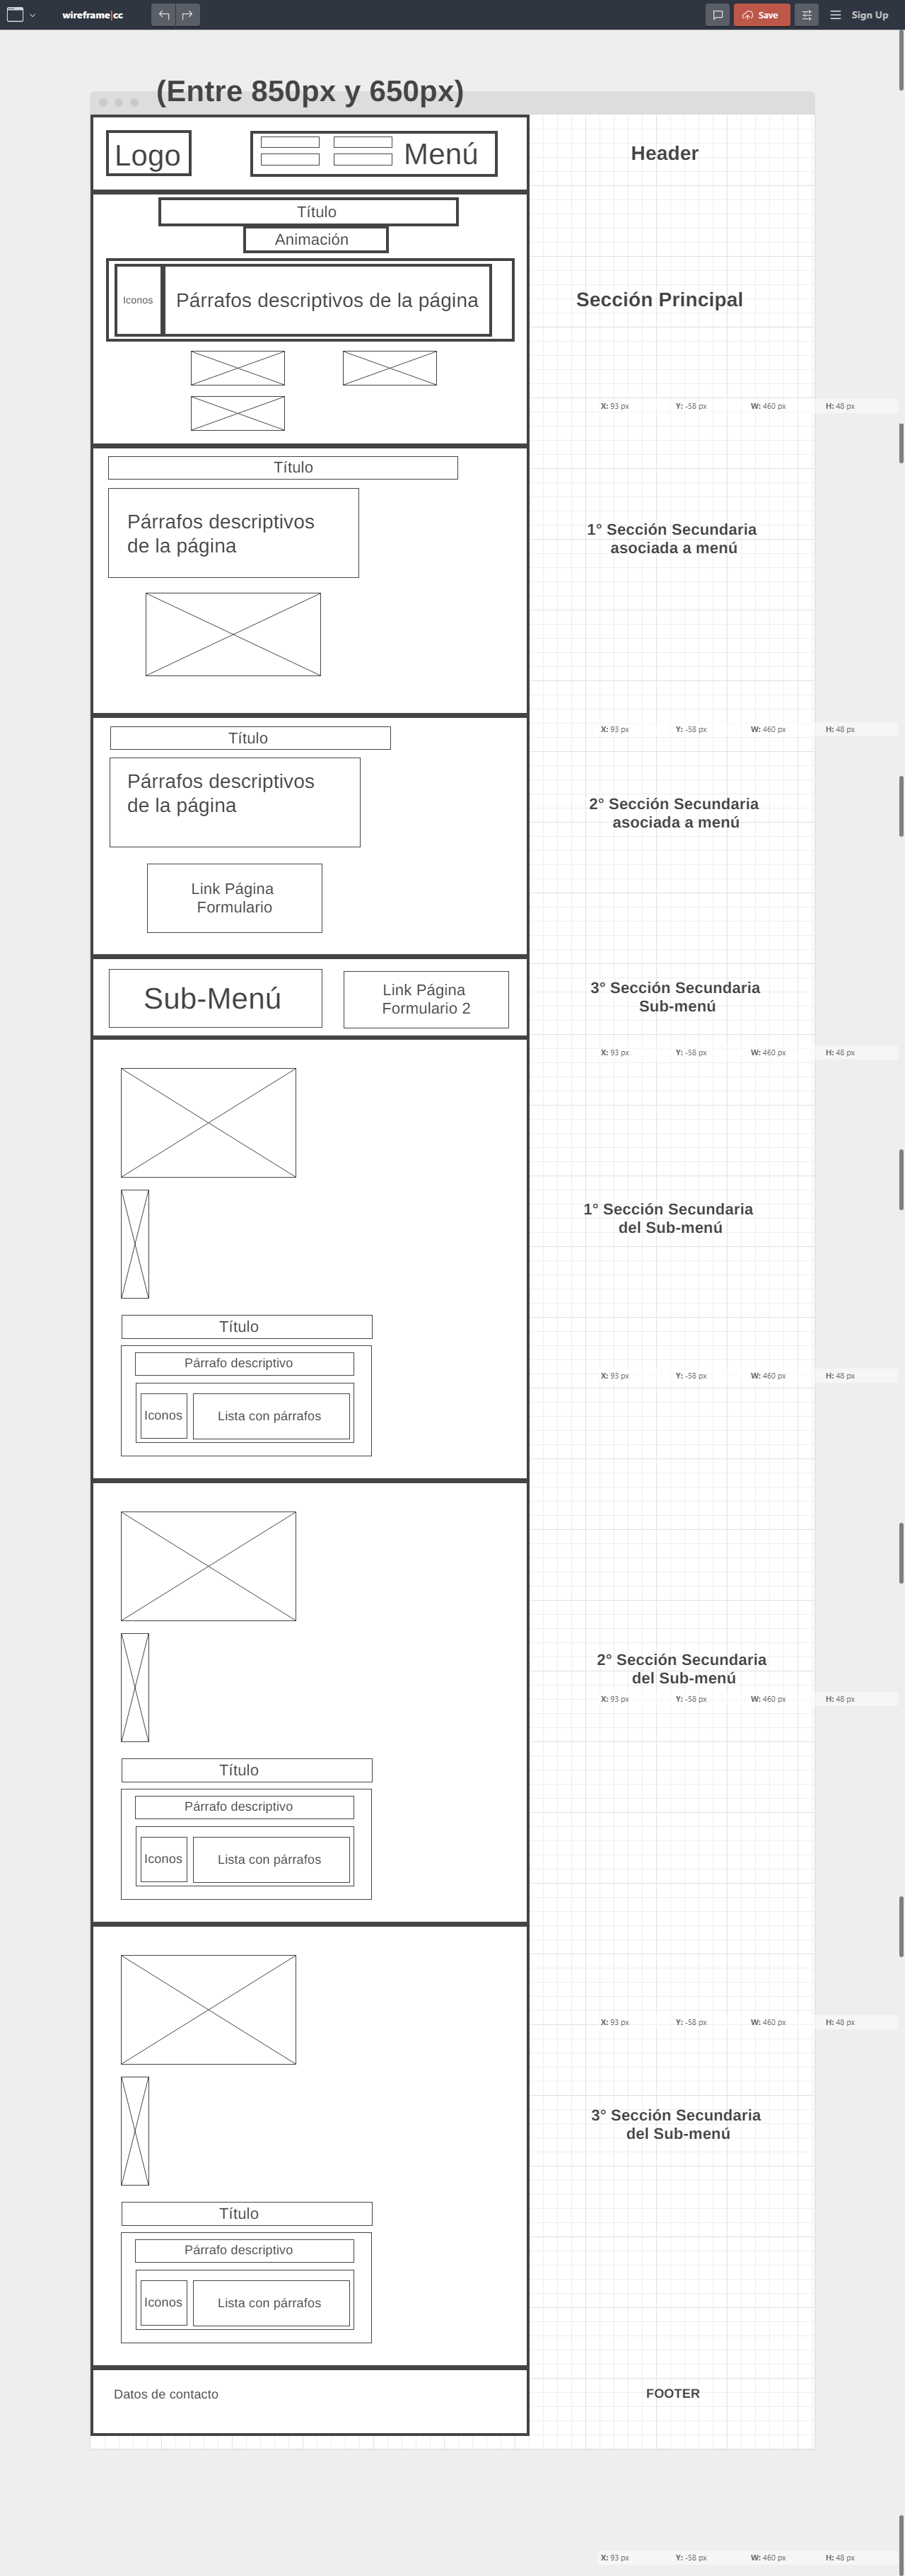 wireframe|cc
Save
Sign Up
(Entre 850px y 650px)
Logo
Menú
Header
Título
Animación
Iconos
Párrafos descriptivos de la página
Sección Principal
X: 93 px Y: -58 px W: 460 px H: 48 px
Título
Párrafos descriptivos
de la página
1° Sección Secundaria
asociada a menú
X: 93 px Y: -58 px W: 460 px H: 48 px
Título
Párrafos descriptivos
de la página
2° Sección Secundaria
asociada a menú
Link Página
Formulario
Sub-Menú
Link Página
Formulario 2
3° Sección Secundaria
Sub-menú
X: 93 px Y: -58 px W: 460 px H: 48 px
1° Sección Secundaria
del Sub-menú
Título
Párrafo descriptivo
X: 93 px Y: -58 px W: 460 px H: 48 px
Iconos
Lista con párrafos
2° Sección Secundaria
del Sub-menú
X: 93 px Y: -58 px W: 460 px H: 48 px
Título
Párrafo descriptivo
Iconos
Lista con párrafos
X: 93 px Y: -58 px W: 460 px H: 48 px
3° Sección Secundaria
del Sub-menú
Título
Párrafo descriptivo
Iconos
Lista con párrafos
Datos de contacto
FOOTER
X: 93 px Y: -58 px W: 460 px H: 48 px